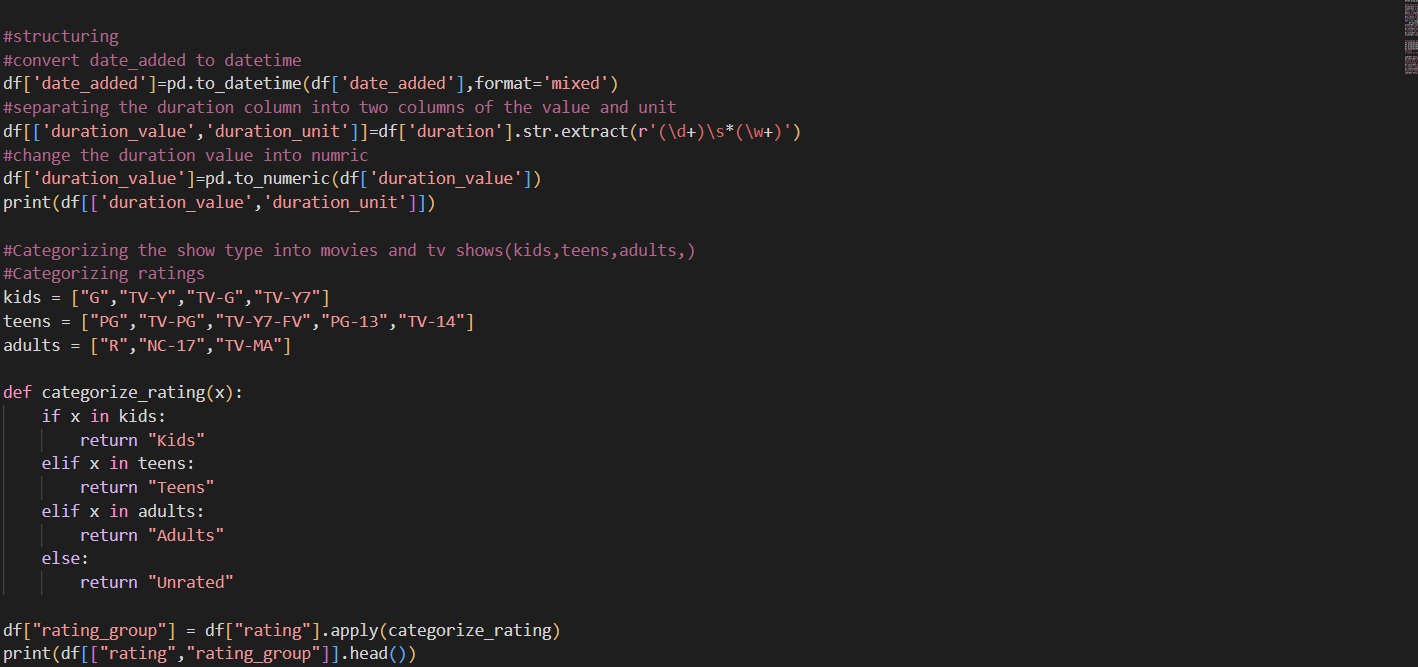 #structuring
#convert date_added to datetime
df['date_added']=pd.to_datetime(df['date_added'],format='mixed')
#separating the duration column into two columns of the value and unit
df[['duration_value','duration_unit']]=df['duration'].str.extract(r'(\d+)\s*(\w+)')
#change the duration value into numric
df['duration_value']=pd.to_numeric(df['duration_value'])
print(df[['duration_value','duration_unit']])

#Categorizing the show type into movies and tv shows(kids,teens,adults,)
#Categorizing ratings
kids = ["G","TV-Y","TV-G","TV-Y7"]
teens = ["PG","TV-PG","TV-Y7-FV","PG-13","TV-14"]
adults = ["R","NC-17","TV-MA"]

def categorize_rating(x):
    if x in kids:
        return "Kids"
    elif x in teens:
        return "Teens"
    elif x in adults:
        return "Adults"
    else:
        return "Unrated"

df["rating_group"] = df["rating"].apply(categorize_rating)
print(df[["rating","rating_group"]].head())